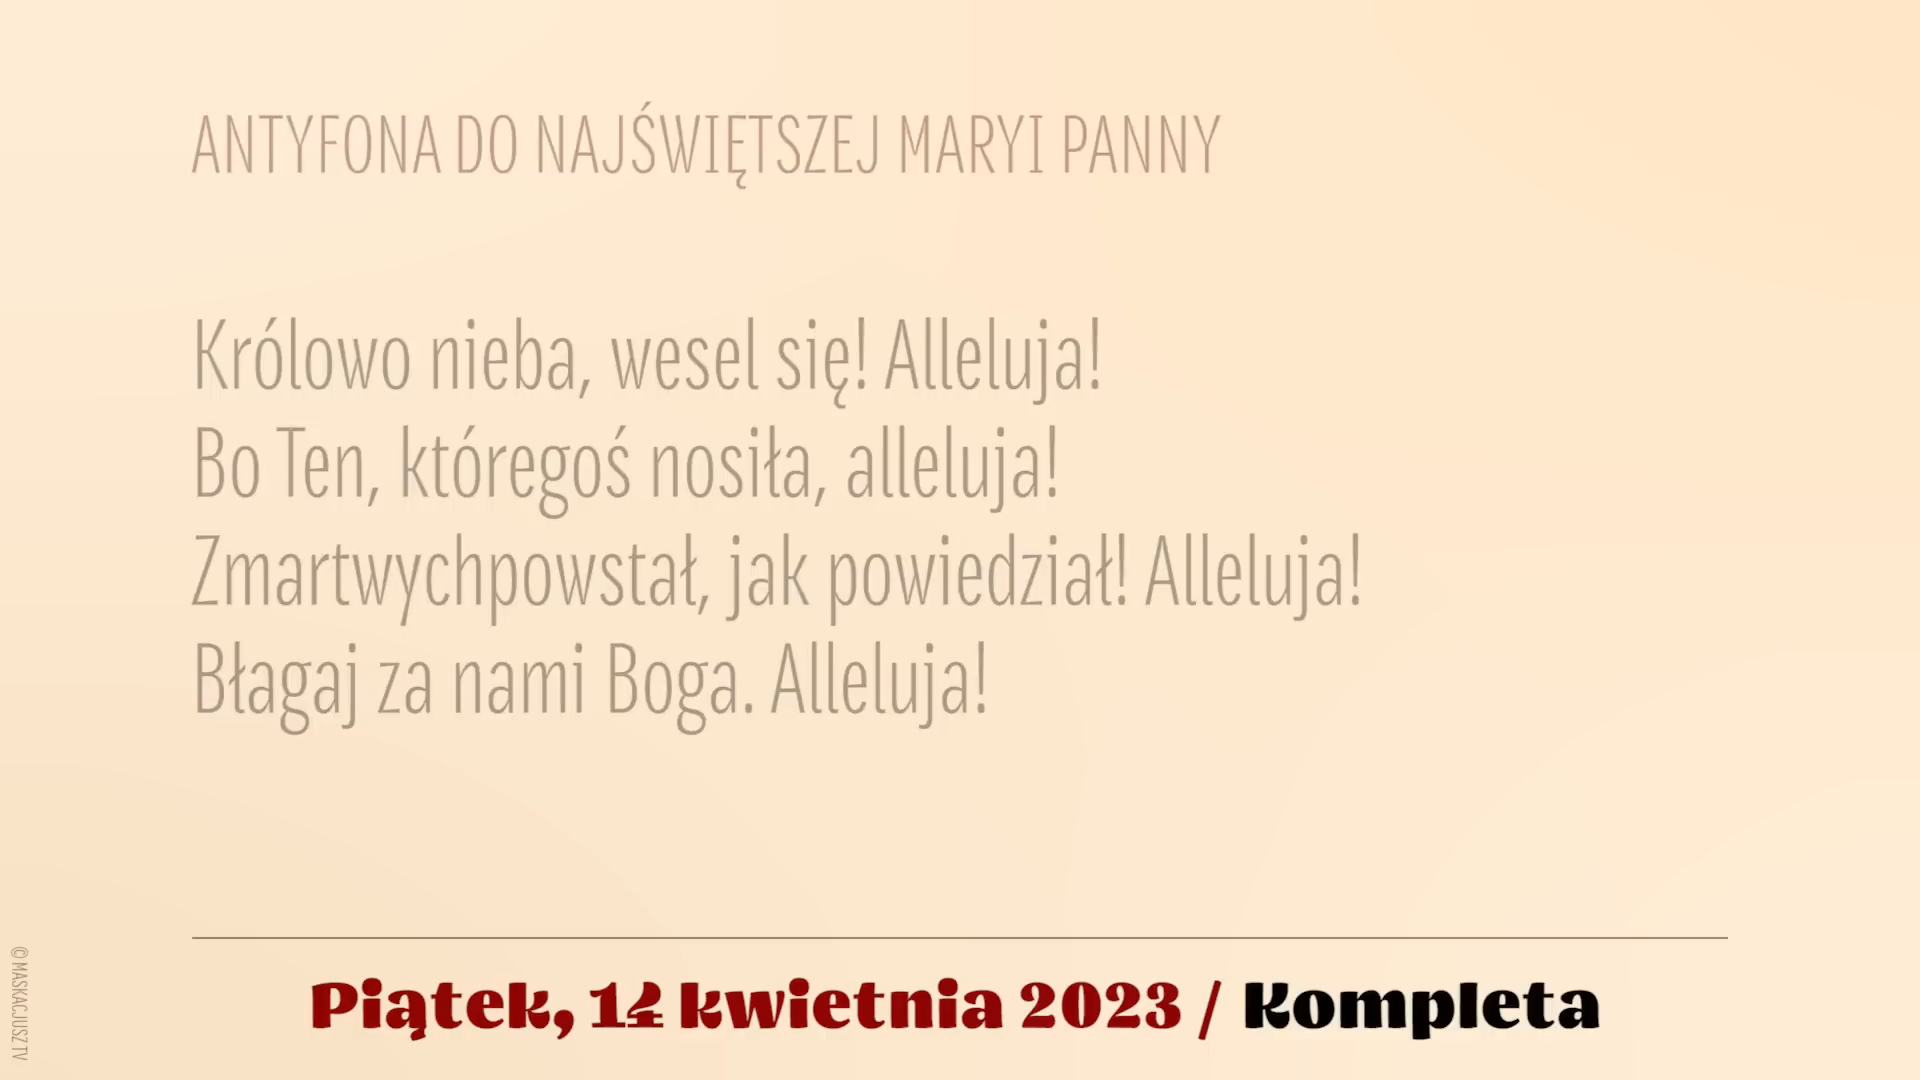 ANTYFONA DO NAJŚWIĘTSZEJ MARYI PANNY
Królowo nieba, wesel się! Alleluja!
Bo Ten, któregoś nosiła, alleluja!
Zmartwychpowstał, jak powiedział! Alleluja!
Błagaj za nami Boga. Alleluja!
Piątek, 14 kwietnia 2023 / Kompleta
© MASKACJUSZ TV